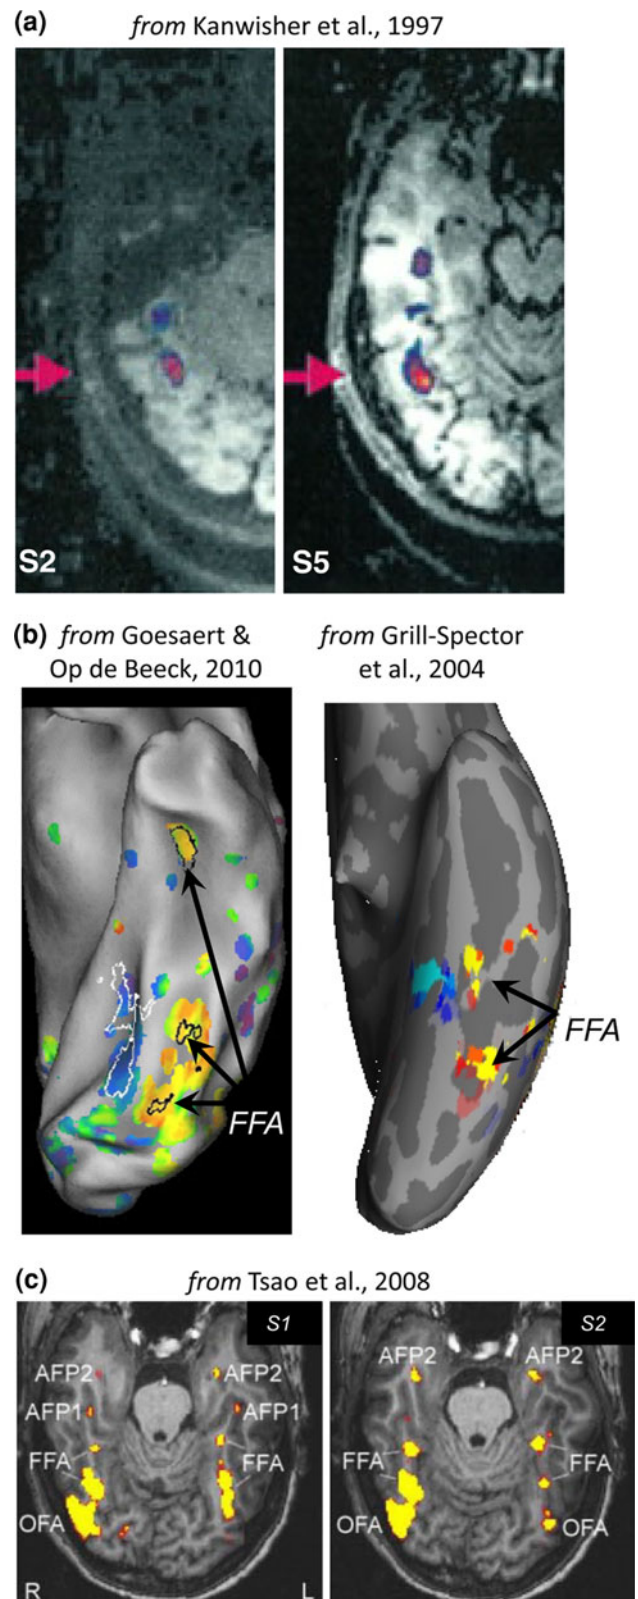 (a) from Kanwisher et al., 1997
S2
S5
(b) from Goesaert &
Op de Beeck, 2010
from Grill-Spector
et al., 2004
FFA
FFA
(c) from Tsao et al., 2008
S1
AFP2
AFP2
AFP1
AFP1
FFA
FFA
OFA
R
L
S2
AFP2
AFP2
FFA
FFA
OFA
OFA